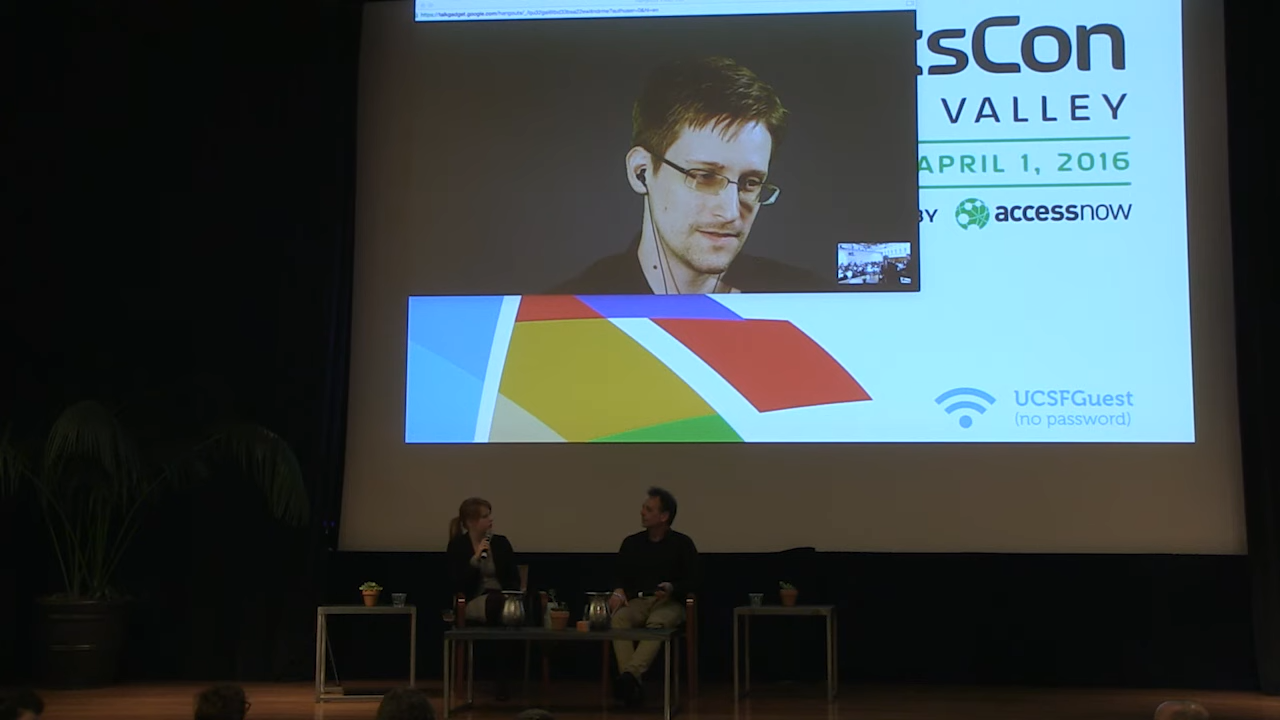 tsCon
VALLEY
APRIL 1, 2016
BY accessnow
UCSFGuest
(no password)